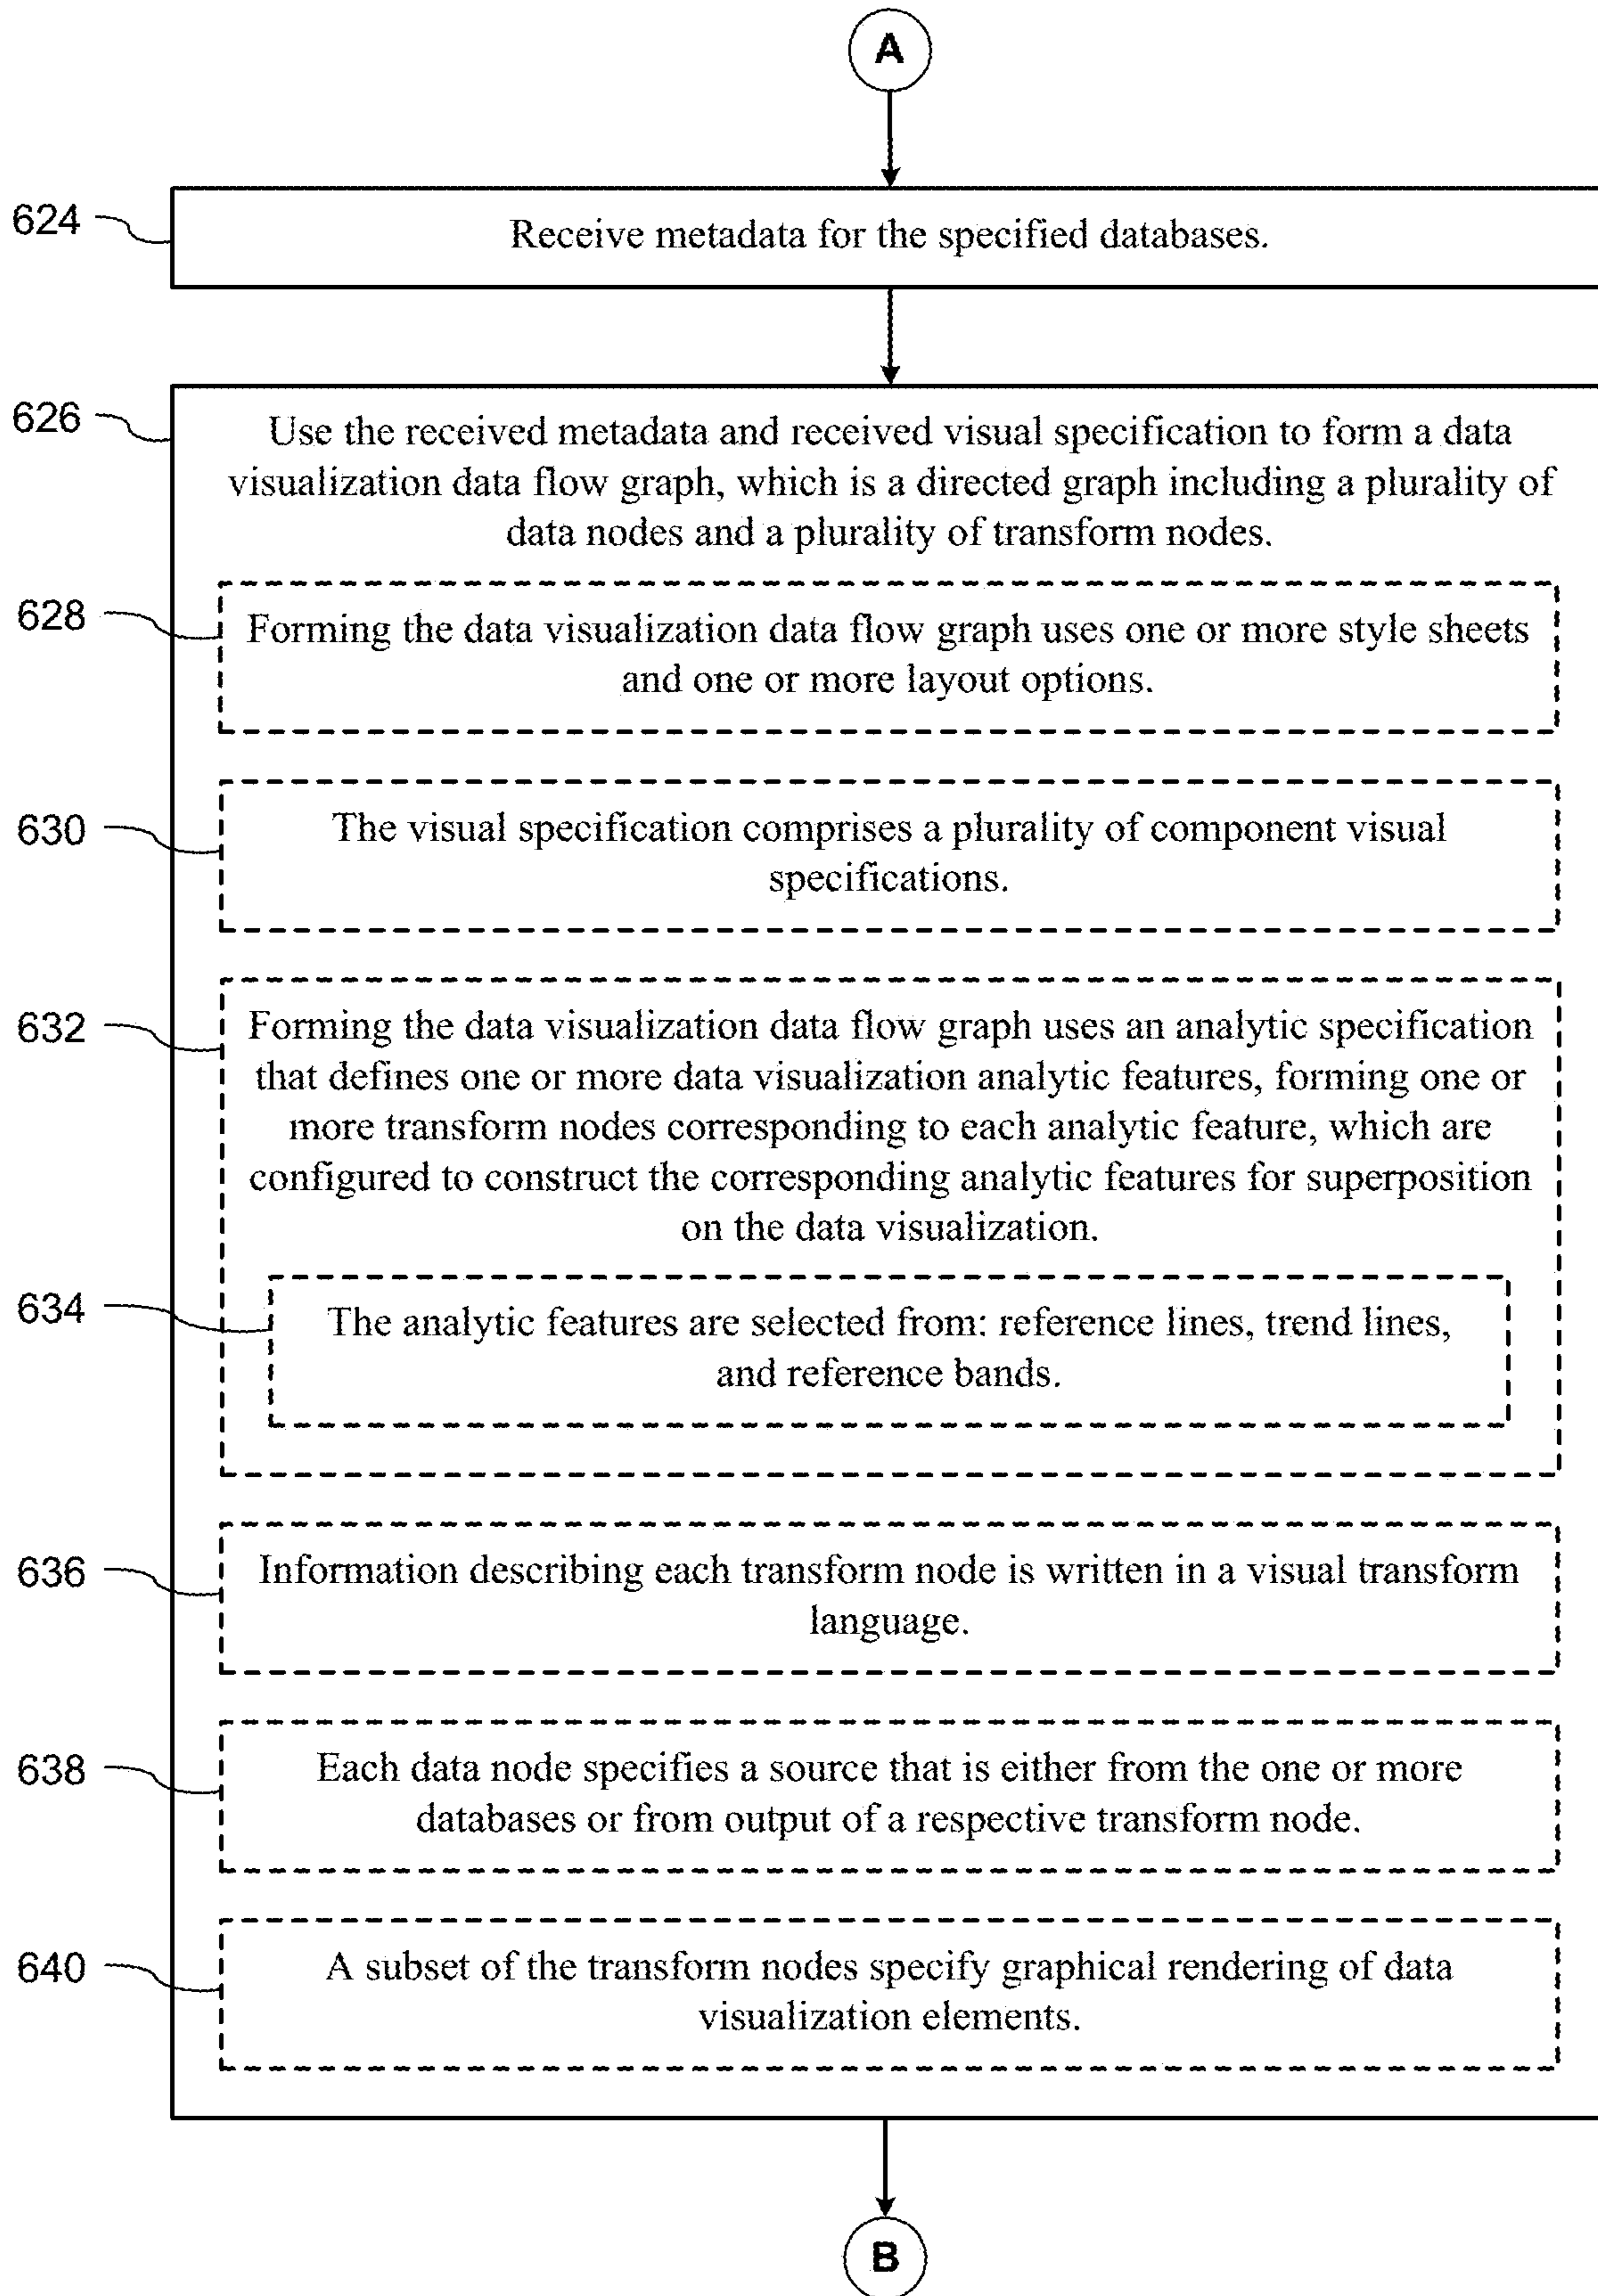 A
624
Receive metadata for the specified databases.
626
Use the received metadata and received visual specification to form a data
visualization data flow graph, which is a directed graph including a plurality of
data nodes and a plurality of transform nodes.
628
Forming the data visualization data flow graph uses one or more style sheets
and one or more layout options.
630
The visual specification comprises a plurality of component visual
specifications.
632
Forming the data visualization data flow graph uses an analytic specification
that defines one or more data visualization analytic features, forming one or
more transform nodes corresponding to each analytic feature, which are
configured to construct the corresponding analytic features for superposition
on the data visualization.
634
The analytic features are selected from: reference lines, trend lines,
and reference bands.
636
Information describing each transform node is written in a visual transform
language.
638
Each data node specifies a source that is either from the one or more
databases or from output of a respective transform node.
640
A subset of the transform nodes specify graphical rendering of data
visualization elements.
B